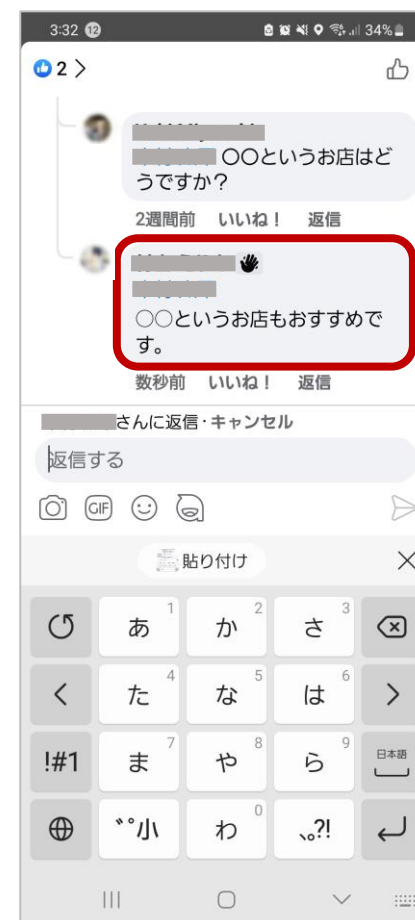 3:32 12 34%
2 >
〇〇というお店はど
うですか？
2週間前 いいね！ 返信
○○というお店もおすすめで
す。
数秒前 いいね！ 返信
さんに返信・キャンセル
返信する
GIF
貼り付け
あ 1 か 2 さ 3
た 4 な 5 は 6
!#1 ま 7 や 8 ら 9 日本語
゛゜小 わ 0 、。?!